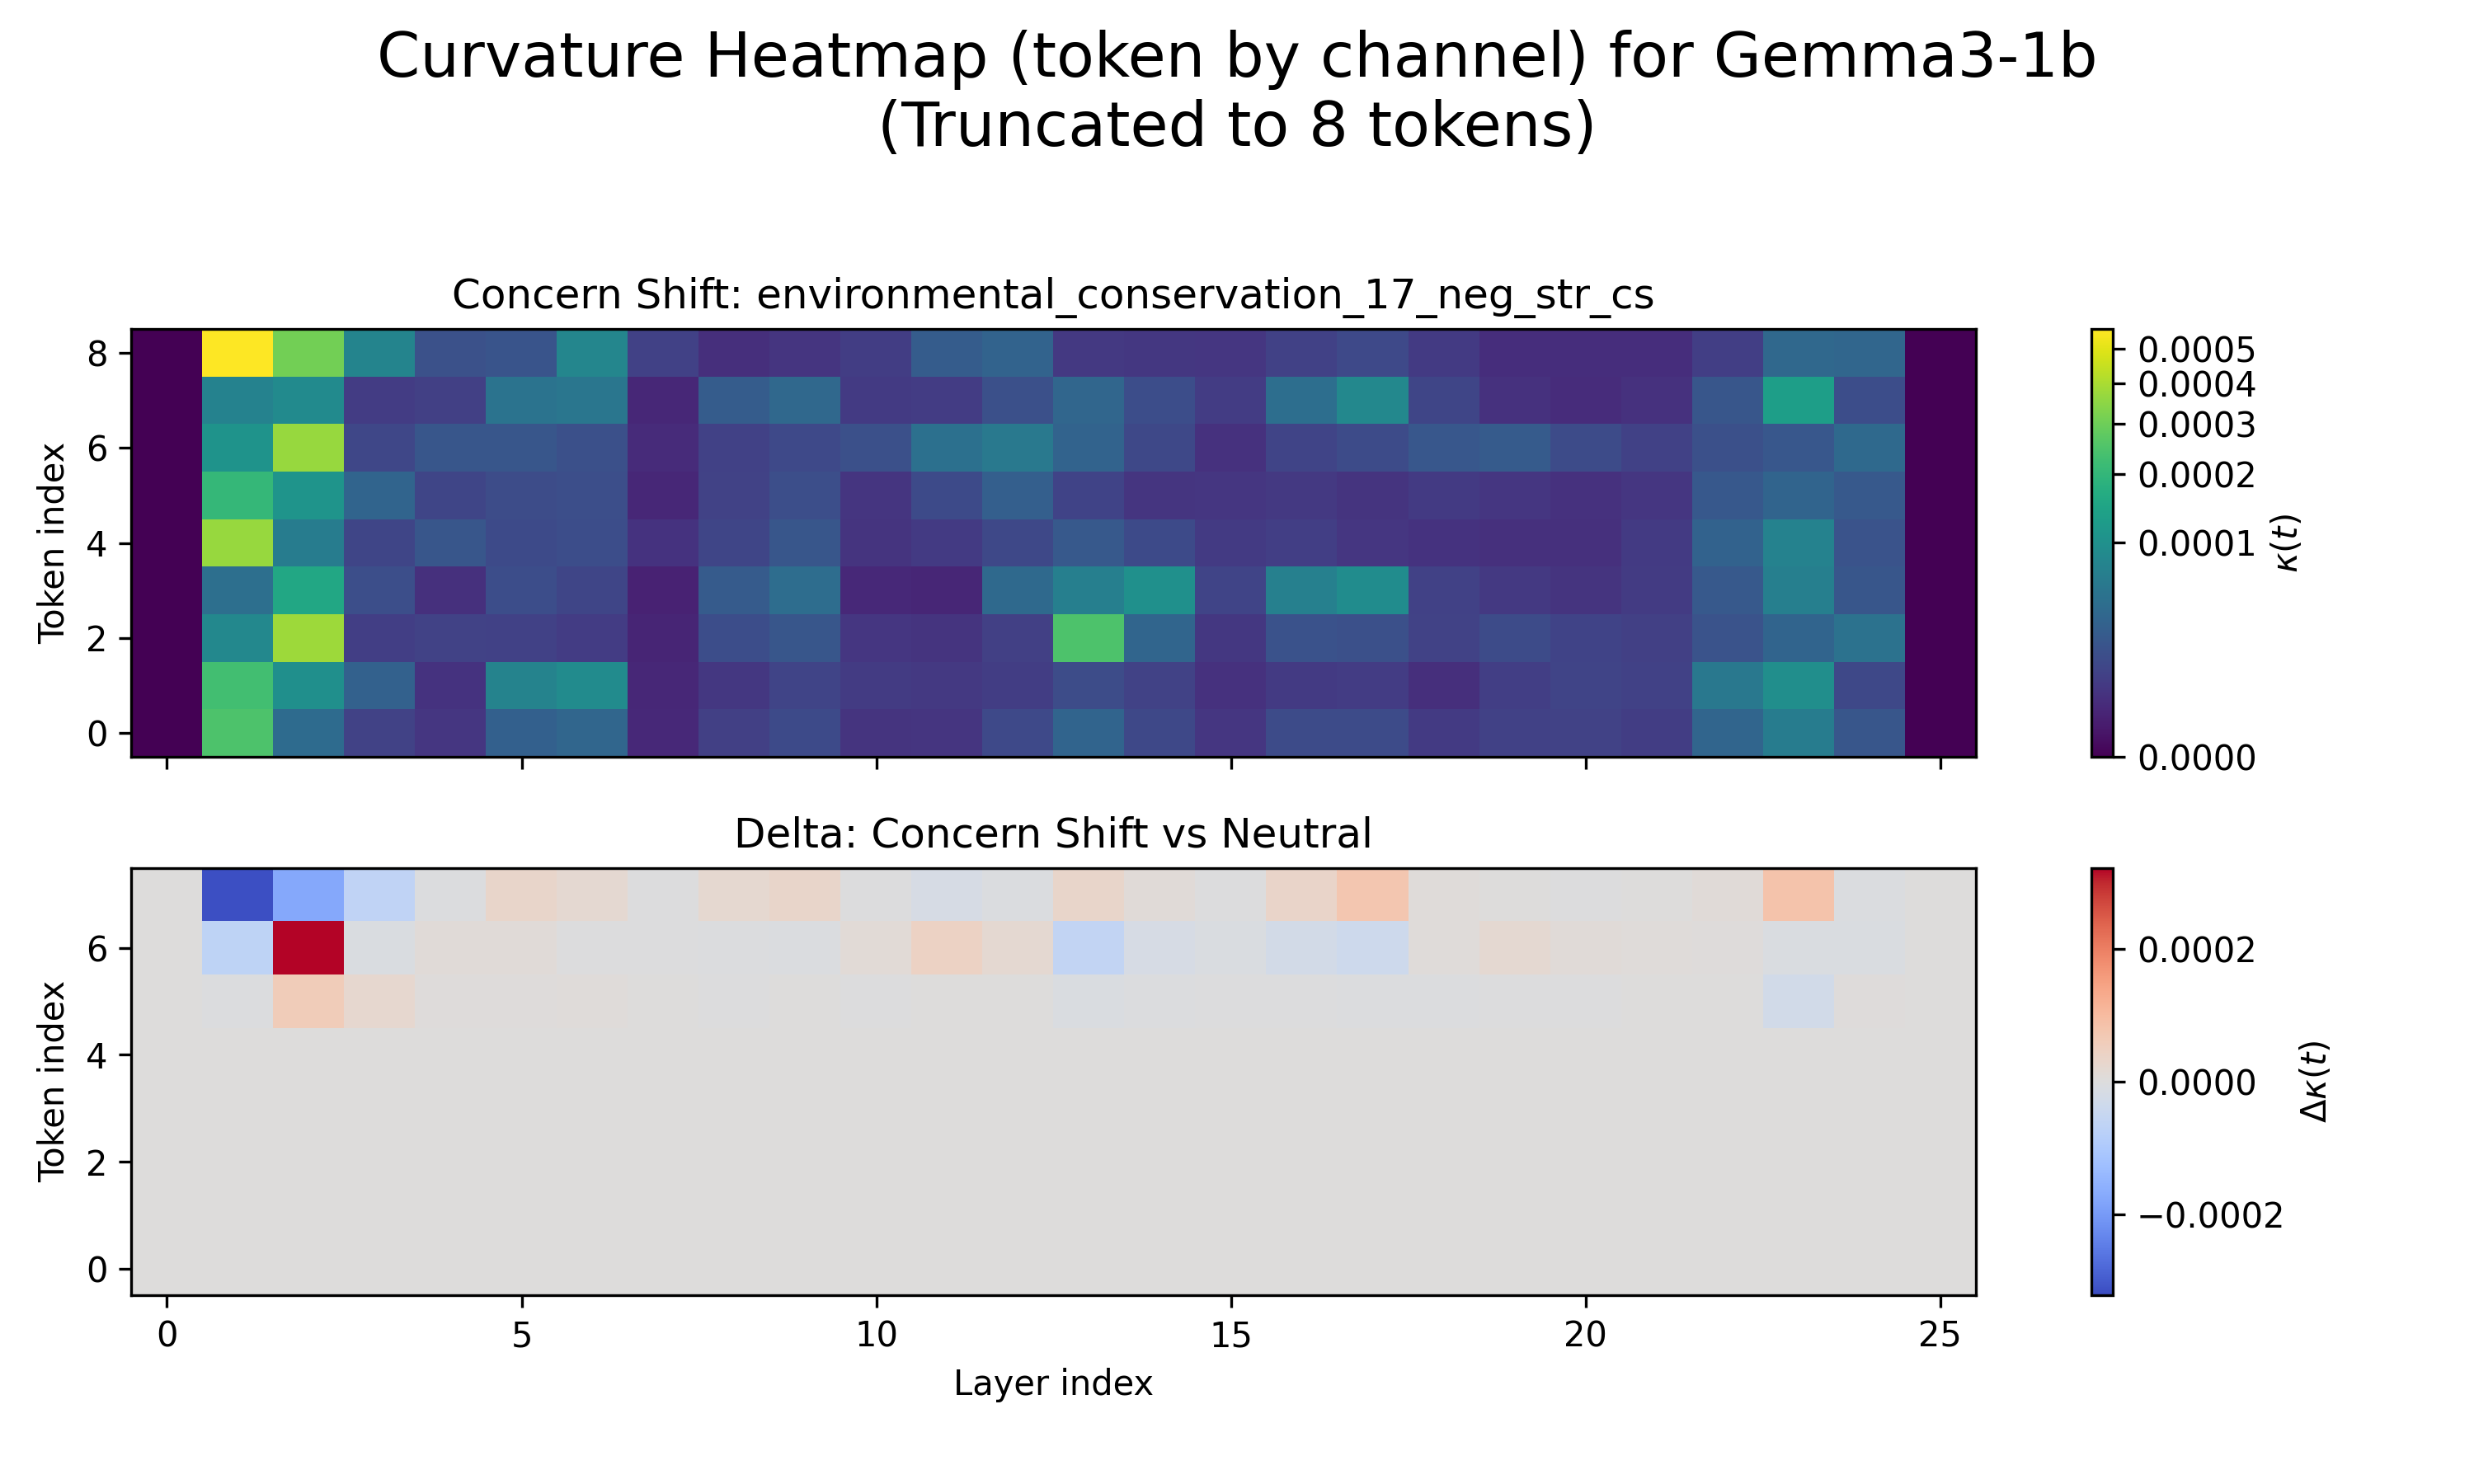 Curvature Heatmap (token by channel) for Gemma3-1b
(Truncated to 8 tokens)
Concern Shift: environmental_conservation_17_neg_str_cs
Token index
8
6
4
2
0
0.0005
0.0004
0.0003
0.0002
0.0001
0.0000
κ(t)
Delta: Concern Shift vs Neutral
Token index
6
4
2
0
0 5 10 15 20 25
Layer index
0.0002
0.0000
−0.0002
Δκ(t)